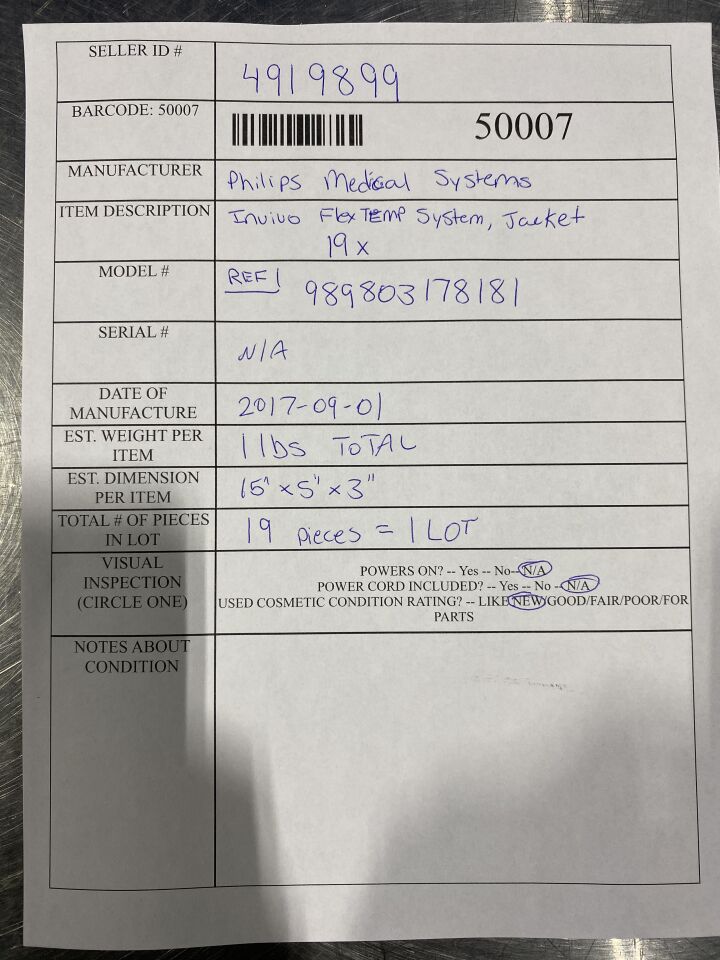 SELLER ID #
4919899
BARCODE: 50007
50007
MANUFACTURER
Philips Medical Systems
ITEM DESCRIPTION
Invivo FlexTEMP System, Jacket
19 x
MODEL #
REF 989803178181
SERIAL #
N/A
DATE OF
MANUFACTURE
2017-09-01
EST. WEIGHT PER
ITEM
1 lbs TOTAL
EST. DIMENSION
PER ITEM
15" x 5" x 3"
TOTAL # OF PIECES
IN LOT
19 pieces = 1 LOT
VISUAL
INSPECTION
(CIRCLE ONE)
POWERS ON? -- Yes -- No--N/A
POWER CORD INCLUDED? -- Yes -- No --N/A
USED COSMETIC CONDITION RATING? -- LIKE NEW/GOOD/FAIR/POOR/FOR
PARTS
NOTES ABOUT
CONDITION